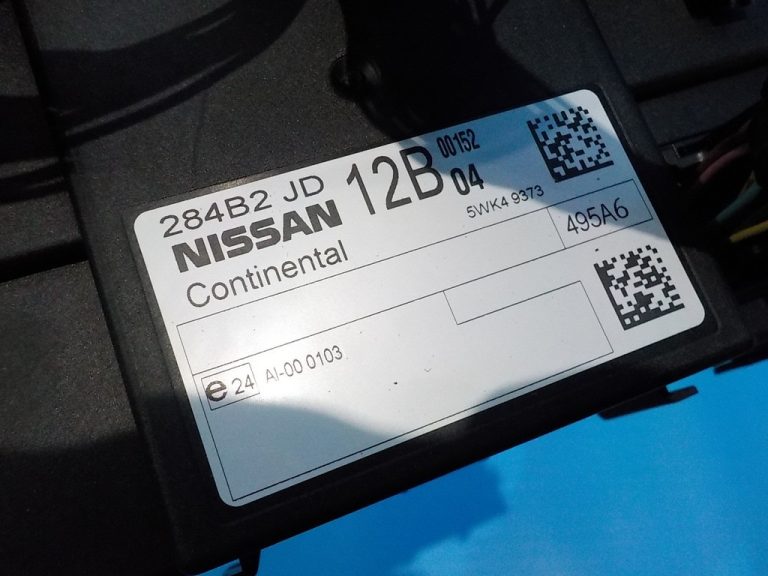 284B2 JD 12B 00152
NISSAN 04
Continental 5WK4 9373
495A6
e 24 AI-00 0103